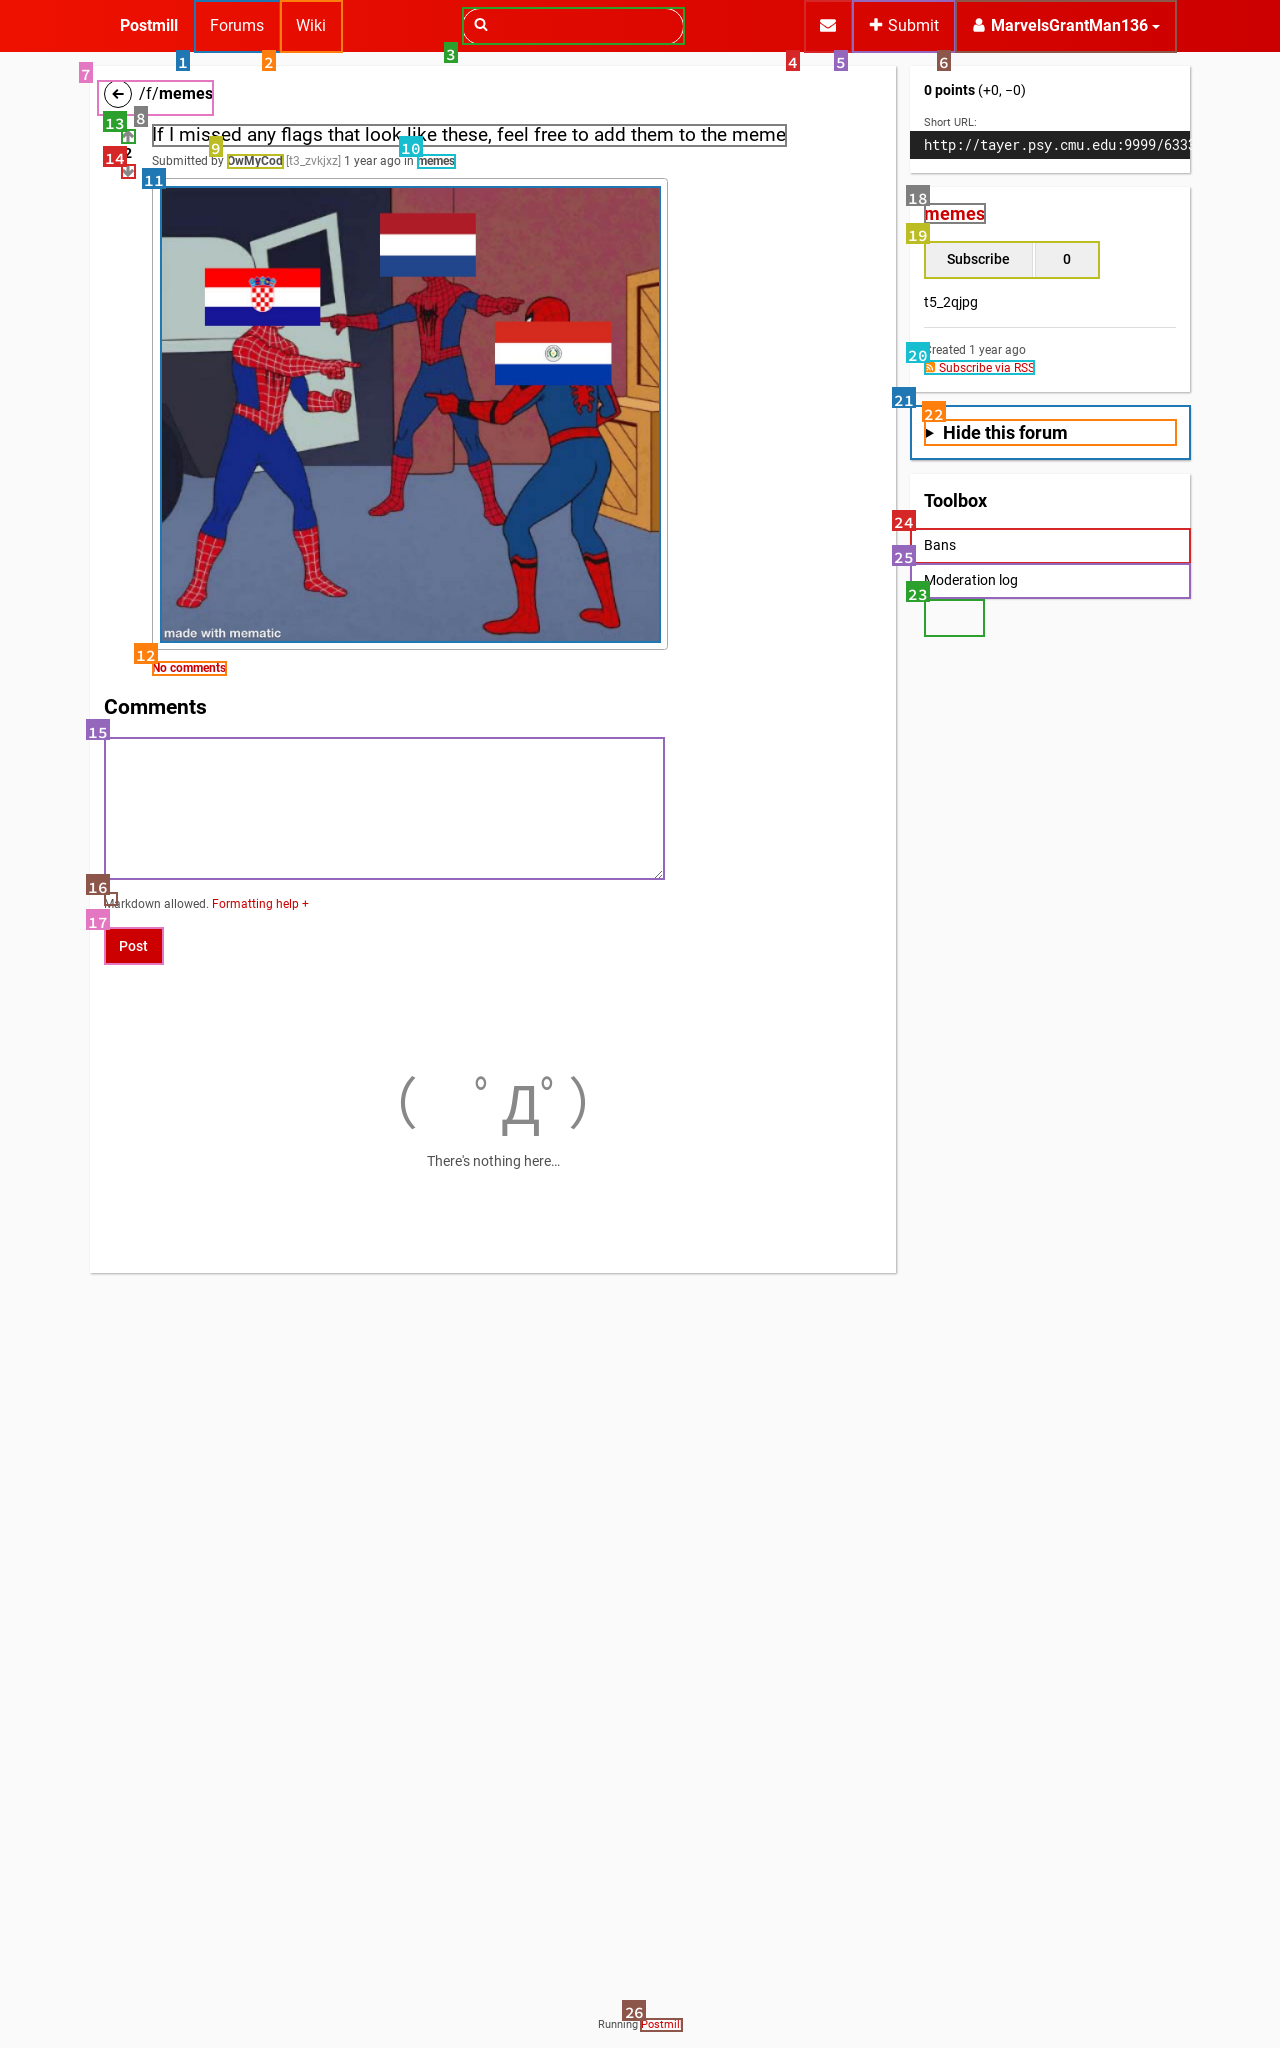 Postmill Forums Wiki Submit MarvelsGrantMan136
1 2 3 4 5 6
7 /f/memes
8
13 If I missed any flags that look like these, feel free to add them to the meme
2
9 10
14 Submitted by OwMyCod [t3_zvkjxz] 1 year ago in memes
11
made with mematic
12
No comments
Comments
15
16
Markdown allowed. Formatting help +
17
Post
( ゚Д゚)
There's nothing here…
0 points (+0, −0)
Short URL:
http://tayer.psy.cmu.edu:9999/633
18
memes
19
Subscribe 0
t5_2qjpg
20 Created 1 year ago
Subscribe via RSS
21 22
Hide this forum
Toolbox
24
Bans
25
Moderation log
23
26
Running Postmill